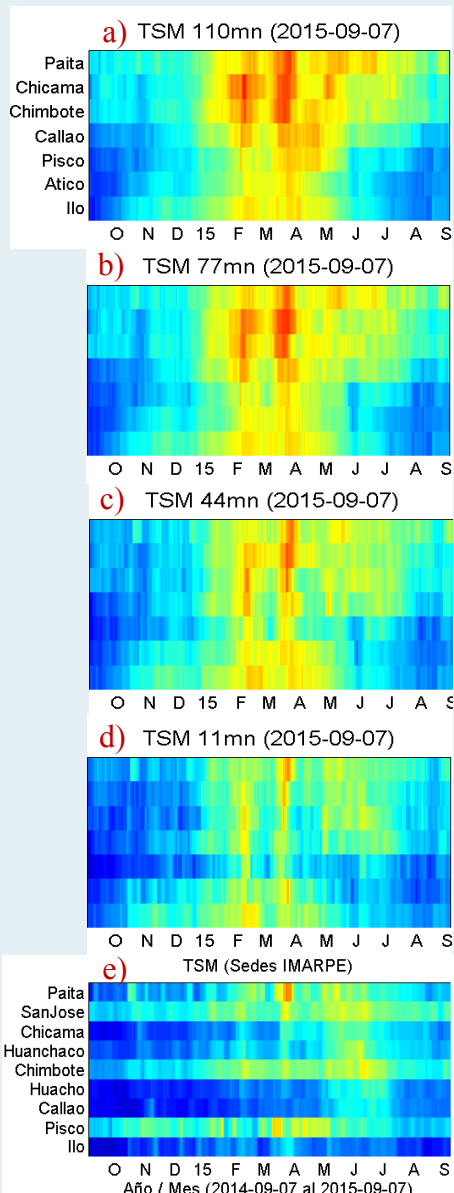 a) TSM 110mn (2015-09-07)
Paita
Chicama
Chimbote
Callao
Pisco
Atico
Ilo
O N D 15 F M A M J J A S
b) TSM 77mn (2015-09-07)
O N D 15 F M A M J J A S
c) TSM 44mn (2015-09-07)
O N D 15 F M A M J J A S
d) TSM 11mn (2015-09-07)
O N D 15 F M A M J J A S
e) TSM (Sedes IMARPE)
Paita
SanJose
Chicama
Huanchaco
Chimbote
Huacho
Callao
Pisco
Ilo
O N D 15 F M A M J J A S
Año / Mes (2014-09-07 al 2015-09-07)